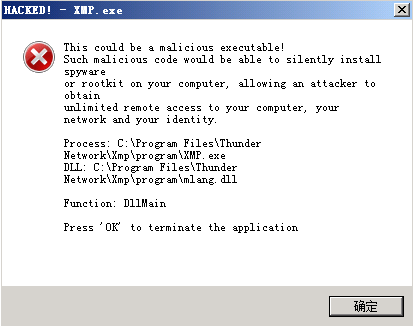 HACKED! - XMP.exe
This could be a malicious executable!
Such malicious code would be able to silently install
spyware
or rootkit on your computer, allowing an attacker to
obtain
unlimited remote access to your computer, your
network and your identity.
Process: C:\Program Files\Thunder
Network\Xmp\program\XMP.exe
DLL: C:\Program Files\Thunder
Network\Xmp\program\mlang.dll
Function: DllMain
Press 'OK' to terminate the application
确定